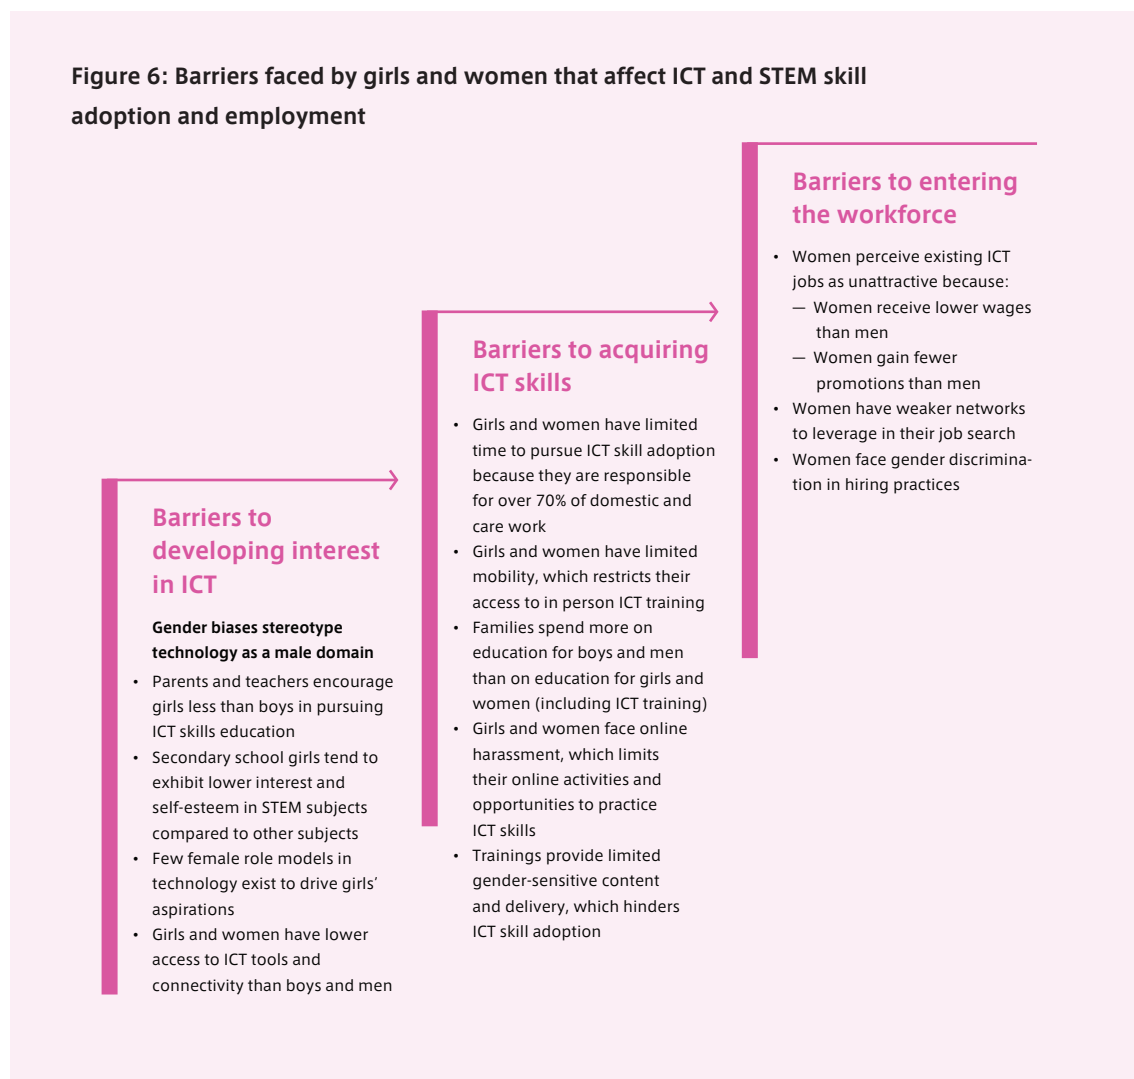 Figure 6: Barriers faced by girls and women that affect ICT and STEM skill
adoption and employment
Barriers to
developing interest
in ICT
Gender biases stereotype
technology as a male domain
• Parents and teachers encourage
girls less than boys in pursuing
ICT skills education
• Secondary school girls tend to
exhibit lower interest and
self-esteem in STEM subjects
compared to other subjects
• Few female role models in
technology exist to drive girls’
aspirations
• Girls and women have lower
access to ICT tools and
connectivity than boys and men
Barriers to acquiring
ICT skills
• Girls and women have limited
time to pursue ICT skill adoption
because they are responsible
for over 70% of domestic and
care work
• Girls and women have limited
mobility, which restricts their
access to in person ICT training
• Families spend more on
education for boys and men
than on education for girls and
women (including ICT training)
• Girls and women face online
harassment, which limits
their online activities and
opportunities to practice
ICT skills
• Trainings provide limited
gender-sensitive content
and delivery, which hinders
ICT skill adoption
Barriers to entering
the workforce
• Women perceive existing ICT
jobs as unattractive because:
— Women receive lower wages
than men
— Women gain fewer
promotions than men
• Women have weaker networks
to leverage in their job search
• Women face gender discrimina-
tion in hiring practices